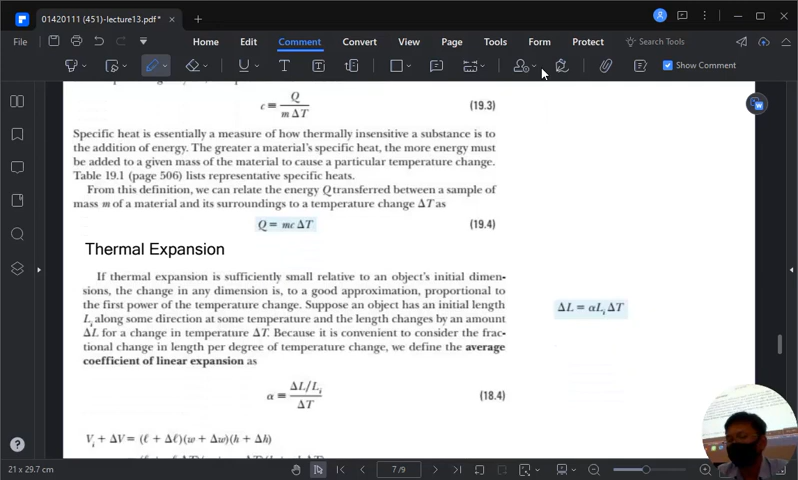 01420111 (451)-lecture13.pdf *
File
Home
Edit
Comment
Convert
View
Page
Tools
Form
Protect
Search Tools
Show Comment
c ≡ Q / m ΔT (19.3)
Specific heat is essentially a measure of how thermally insensitive a substance is to
the addition of energy. The greater a material's specific heat, the more energy must
be added to a given mass of the material to cause a particular temperature change.
Table 19.1 (page 506) lists representative specific heats.
From this definition, we can relate the energy Q transferred between a sample of
mass m of a material and its surroundings to a temperature change ΔT as
Q = mc ΔT (19.4)
Thermal Expansion
If thermal expansion is sufficiently small relative to an object's initial dimen-
sions, the change in any dimension is, to a good approximation, proportional to
the first power of the temperature change. Suppose an object has an initial length
Li along some direction at some temperature and the length changes by an amount
ΔL for a change in temperature ΔT. Because it is convenient to consider the frac-
tional change in length per degree of temperature change, we define the average
coefficient of linear expansion as
ΔL = αLi ΔT
α ≡ ΔL/Li / ΔT (18.4)
Vi + ΔV = (ℓ + Δℓ)(w + Δw)(h + Δh)
21 x 29.7 cm
7 /9